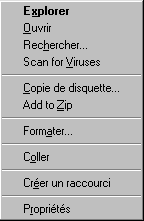 Explorer
Ouvrir
Rechercher...
Scan for Viruses
Copie de disquette...
Add to Zip
Formater...
Coller
Créer un raccourci
Propriétés